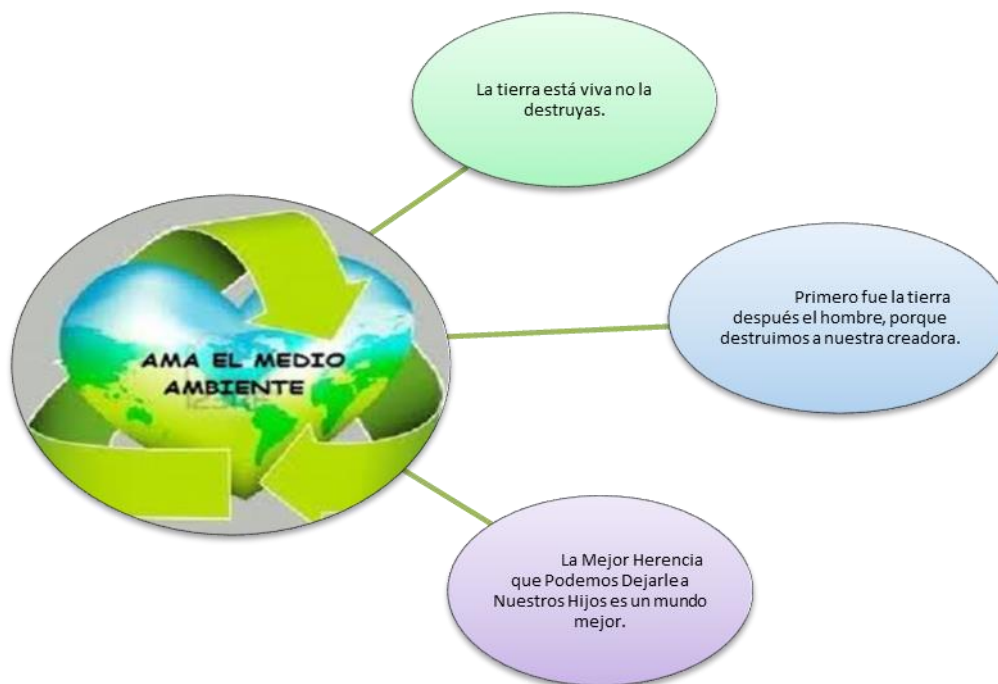 La tierra está viva no la
destruyas.
Primero fue la tierra
después el hombre, porque
destruimos a nuestra creadora.
AMA EL MEDIO
AMBIENTE
La Mejor Herencia
que Podemos Dejarle a
Nuestros Hijos es un mundo
mejor.